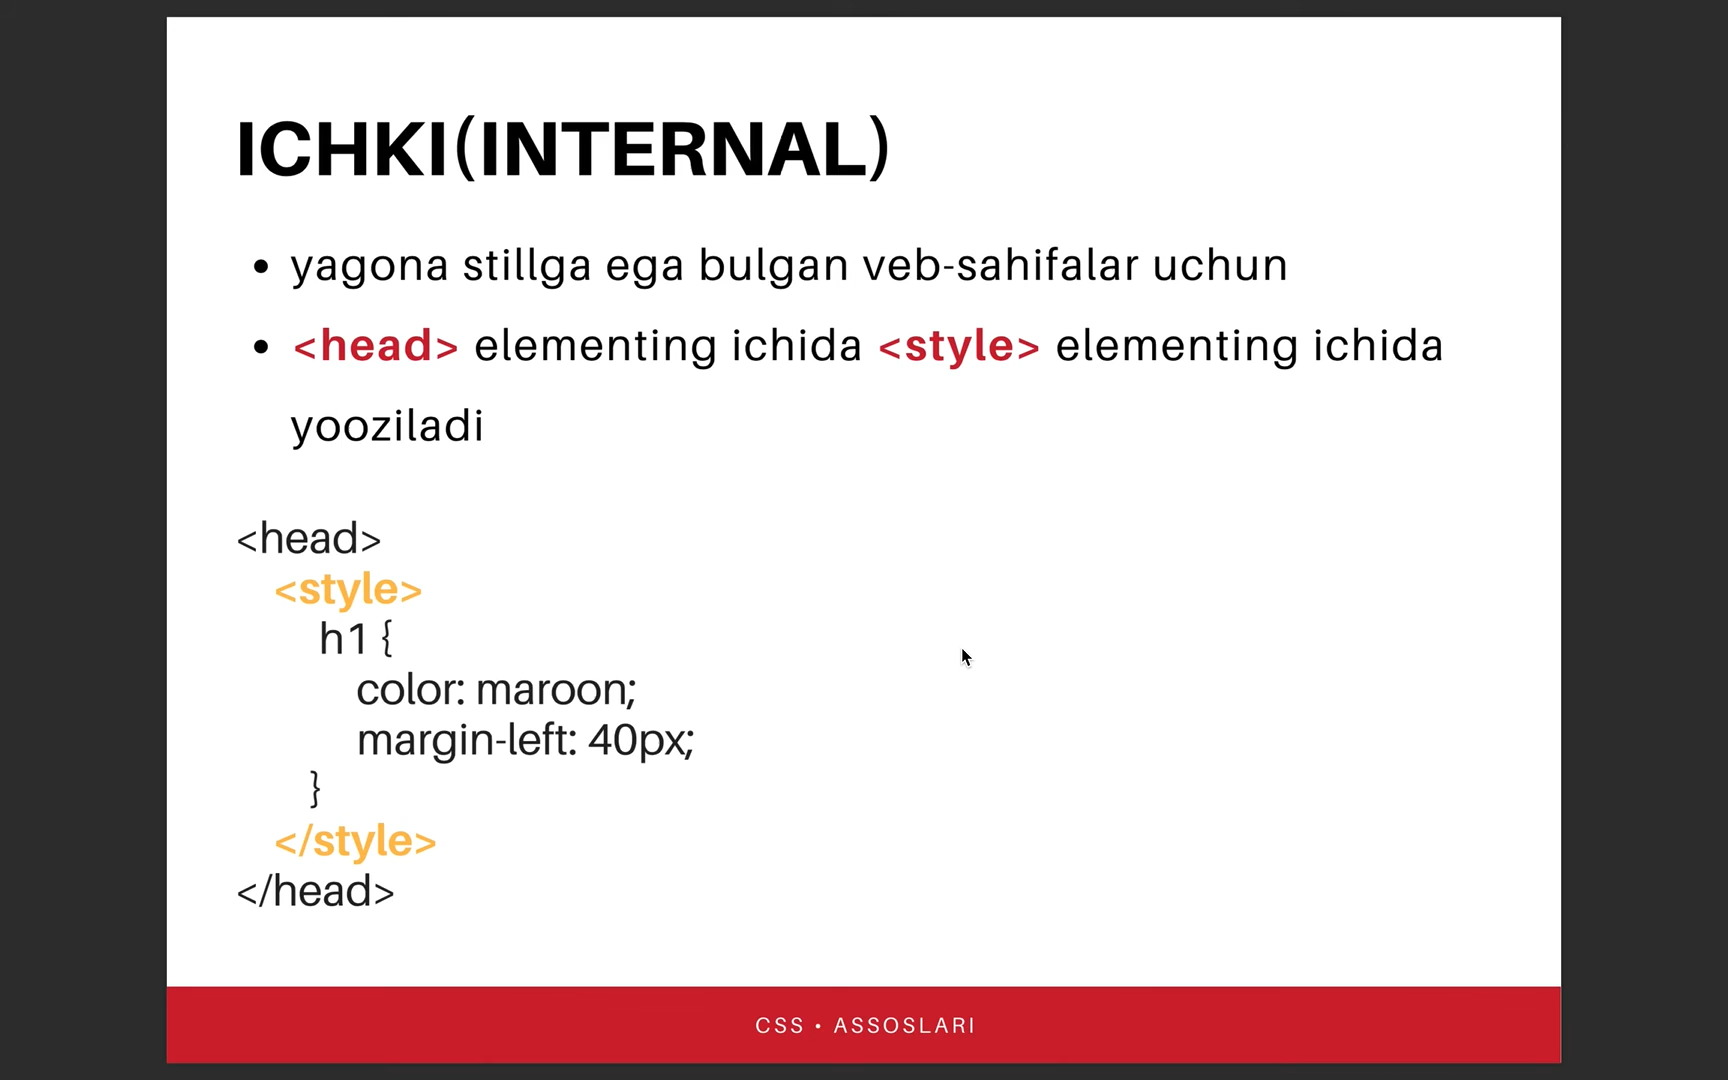 ICHKI(INTERNAL)
• yagona stillga ega bulgan veb-sahifalar uchun
• <head> elementing ichida <style> elementing ichida
yooziladi
<head>
<style>
h1 {
color: maroon;
margin-left: 40px;
}
</style>
</head>
CSS • ASSOSLARI